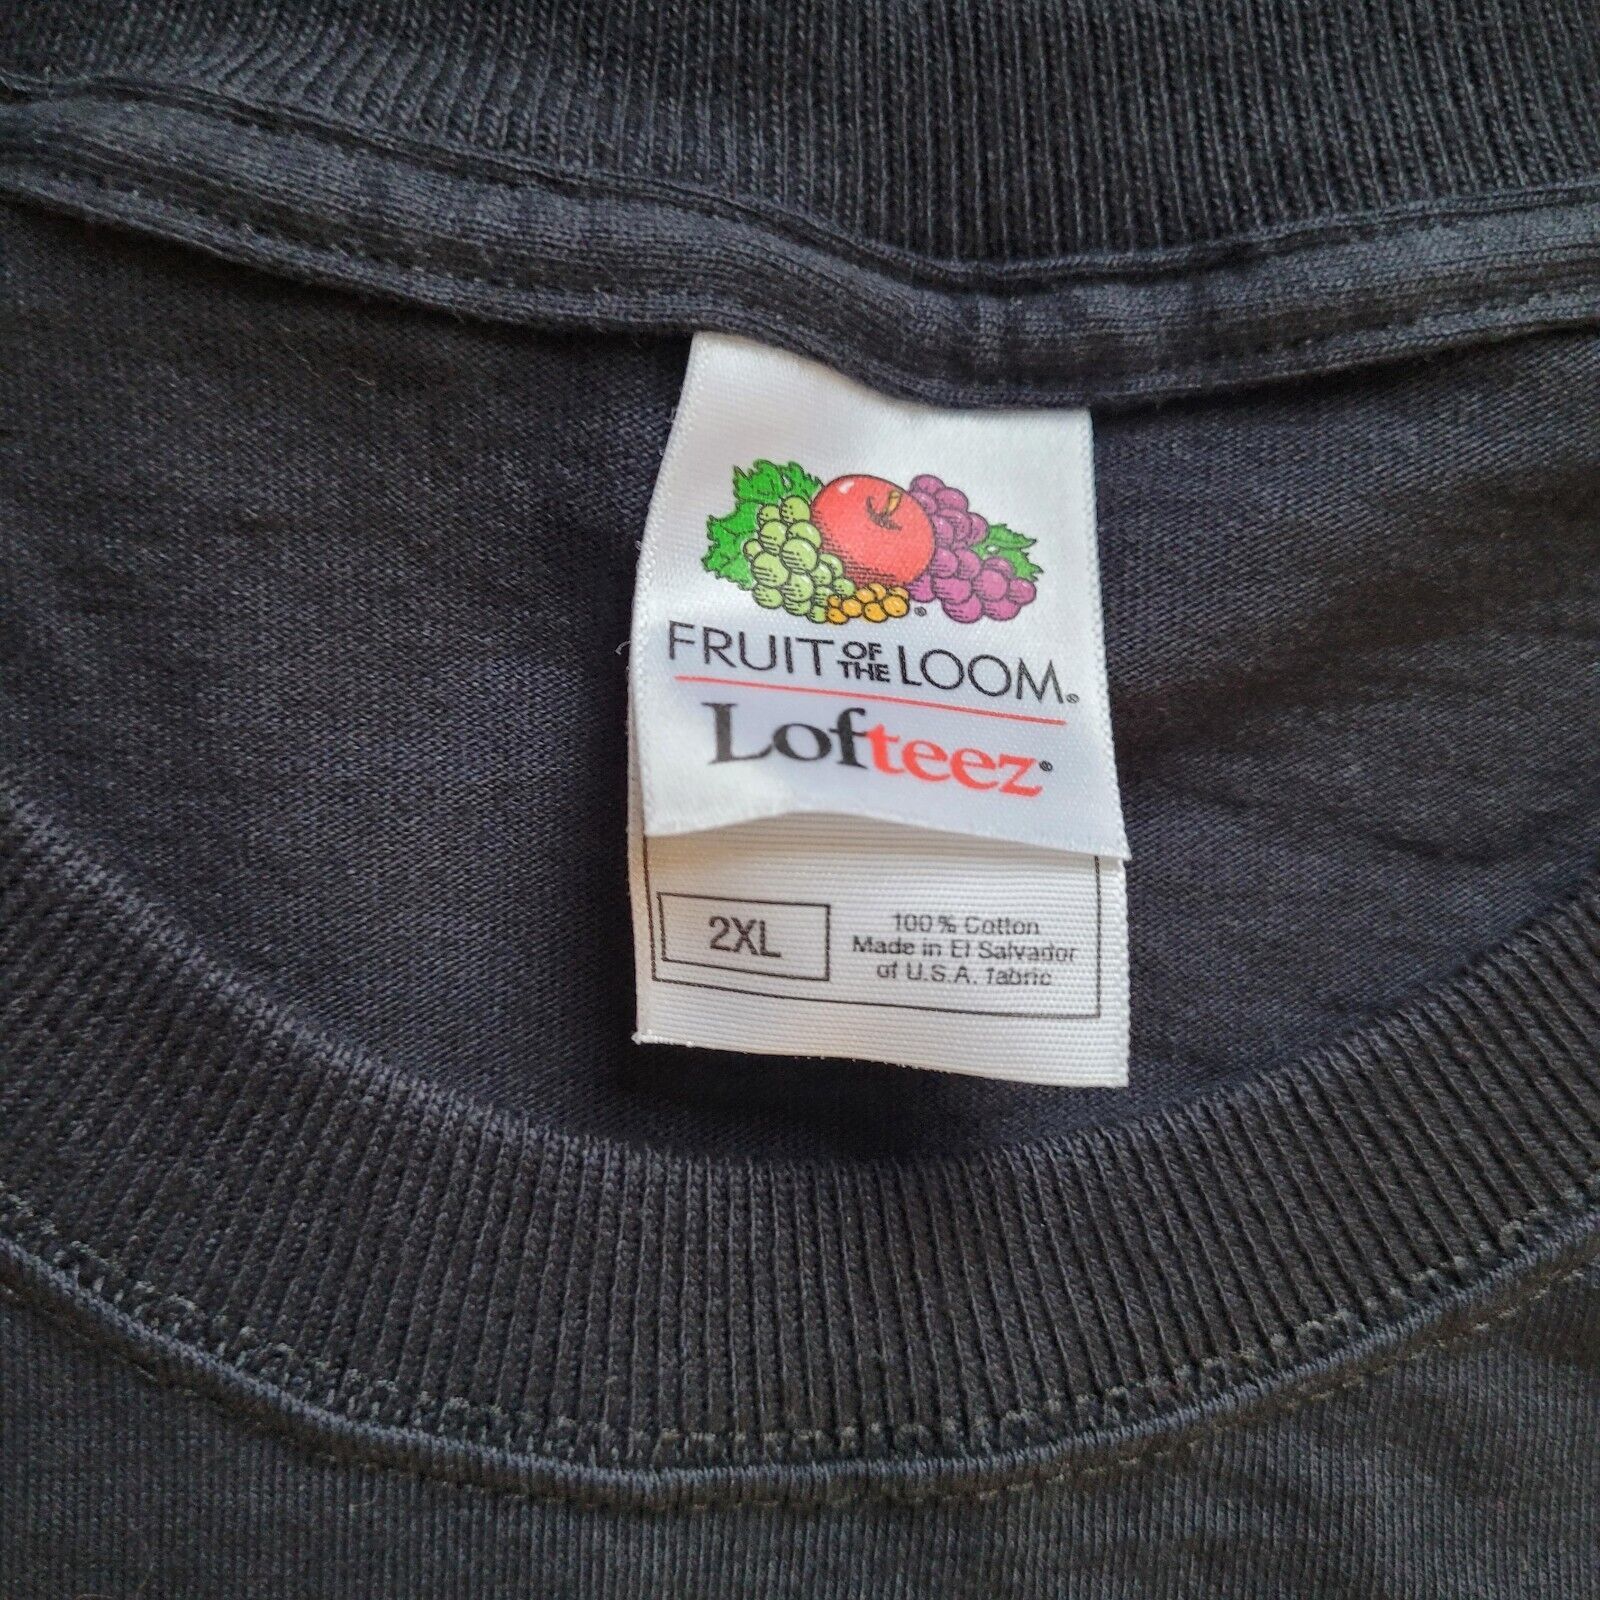 FRUIT OF THE LOOM®
Lofteez®
2XL
100% Cotton
Made in El Salvador
of U.S.A. fabric